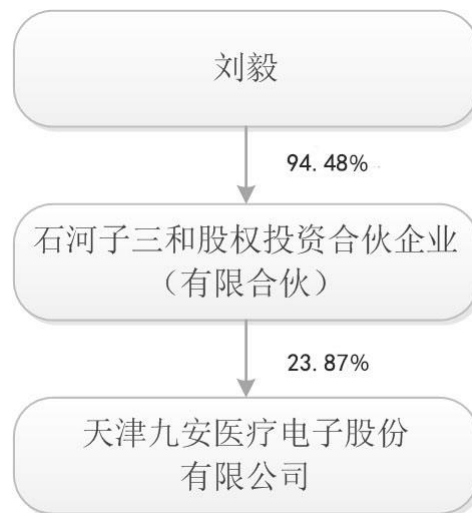 刘毅
94.48%
石河子三和股权投资合伙企业
（有限合伙）
23.87%
天津九安医疗电子股份
有限公司